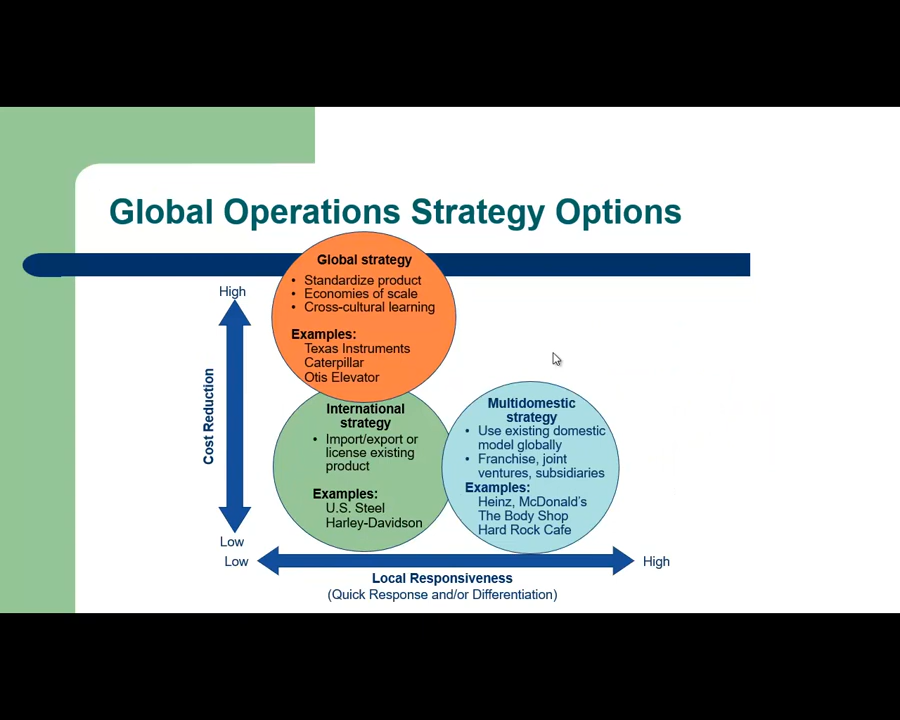 Global Operations Strategy Options
Global strategy
• Standardize product
• Economies of scale
• Cross-cultural learning
Examples:
Texas Instruments
Caterpillar
Otis Elevator
High
Cost Reduction
Low
International
strategy
• Import/export or
license existing
product
Examples:
U.S. Steel
Harley-Davidson
Multidomestic
strategy
• Use existing domestic
model globally
• Franchise, joint
ventures, subsidiaries
Examples:
Heinz, McDonald's
The Body Shop
Hard Rock Cafe
Low
High
Local Responsiveness
(Quick Response and/or Differentiation)